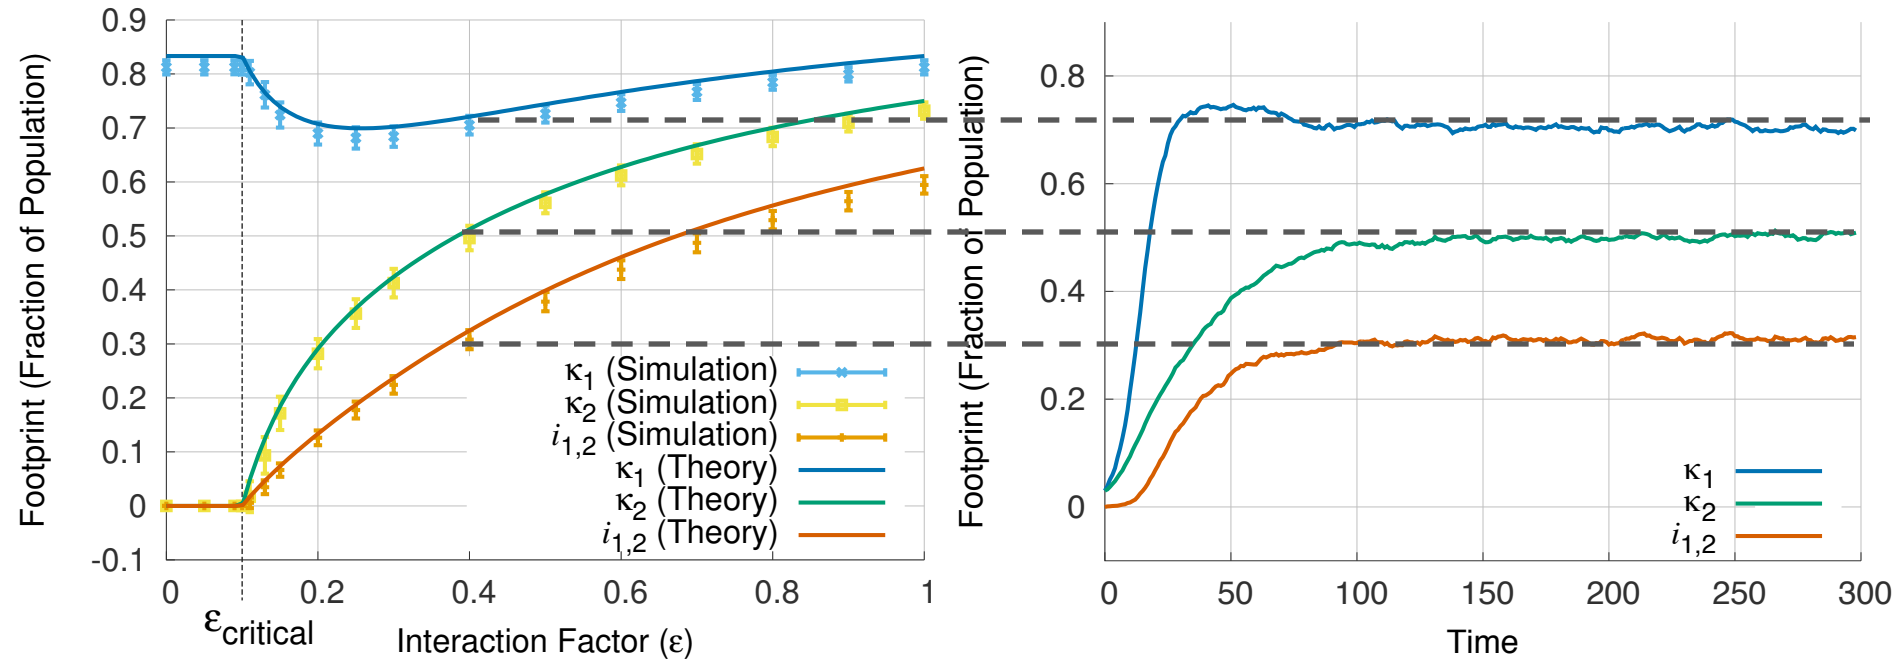 Footprint (Fraction of Population)
0.9
0.8
0.7
0.6
0.5
0.4
0.3
0.2
0.1
0
-0.1
κ1 (Simulation)
κ2 (Simulation)
i1,2 (Simulation)
κ1 (Theory)
κ2 (Theory)
i1,2 (Theory)
0 0.2 0.4 0.6 0.8 1
εcritical
Interaction Factor (ε)
Footprint (Fraction of Population)
0.8
0.6
0.4
0.2
0
κ1
κ2
i1,2
0 50 100 150 200 250 300
Time